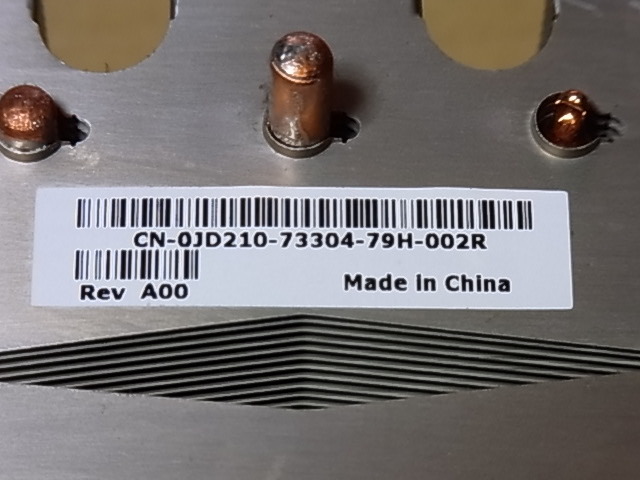 CN-0JD210-73304-79H-002R
Rev A00
Made in China